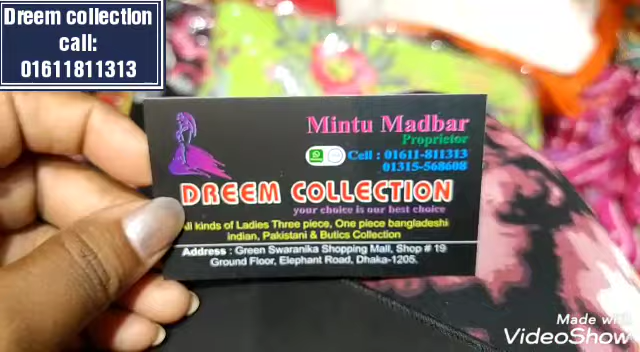 Dreem collection
call:
01611811313
Mintu Madbar
Proprietor
Cell : 01611-811313
01315-568608
DREEM COLLECTION
your choice is our best choice
All kinds of Ladies Three piece, One piece bangladeshi
indian, Pakistani & Butics Collection
Address : Green Swaranika Shopping Mall, Shop # 19
Ground Floor, Elephant Road, Dhaka-1205.
Made with
VideoShow